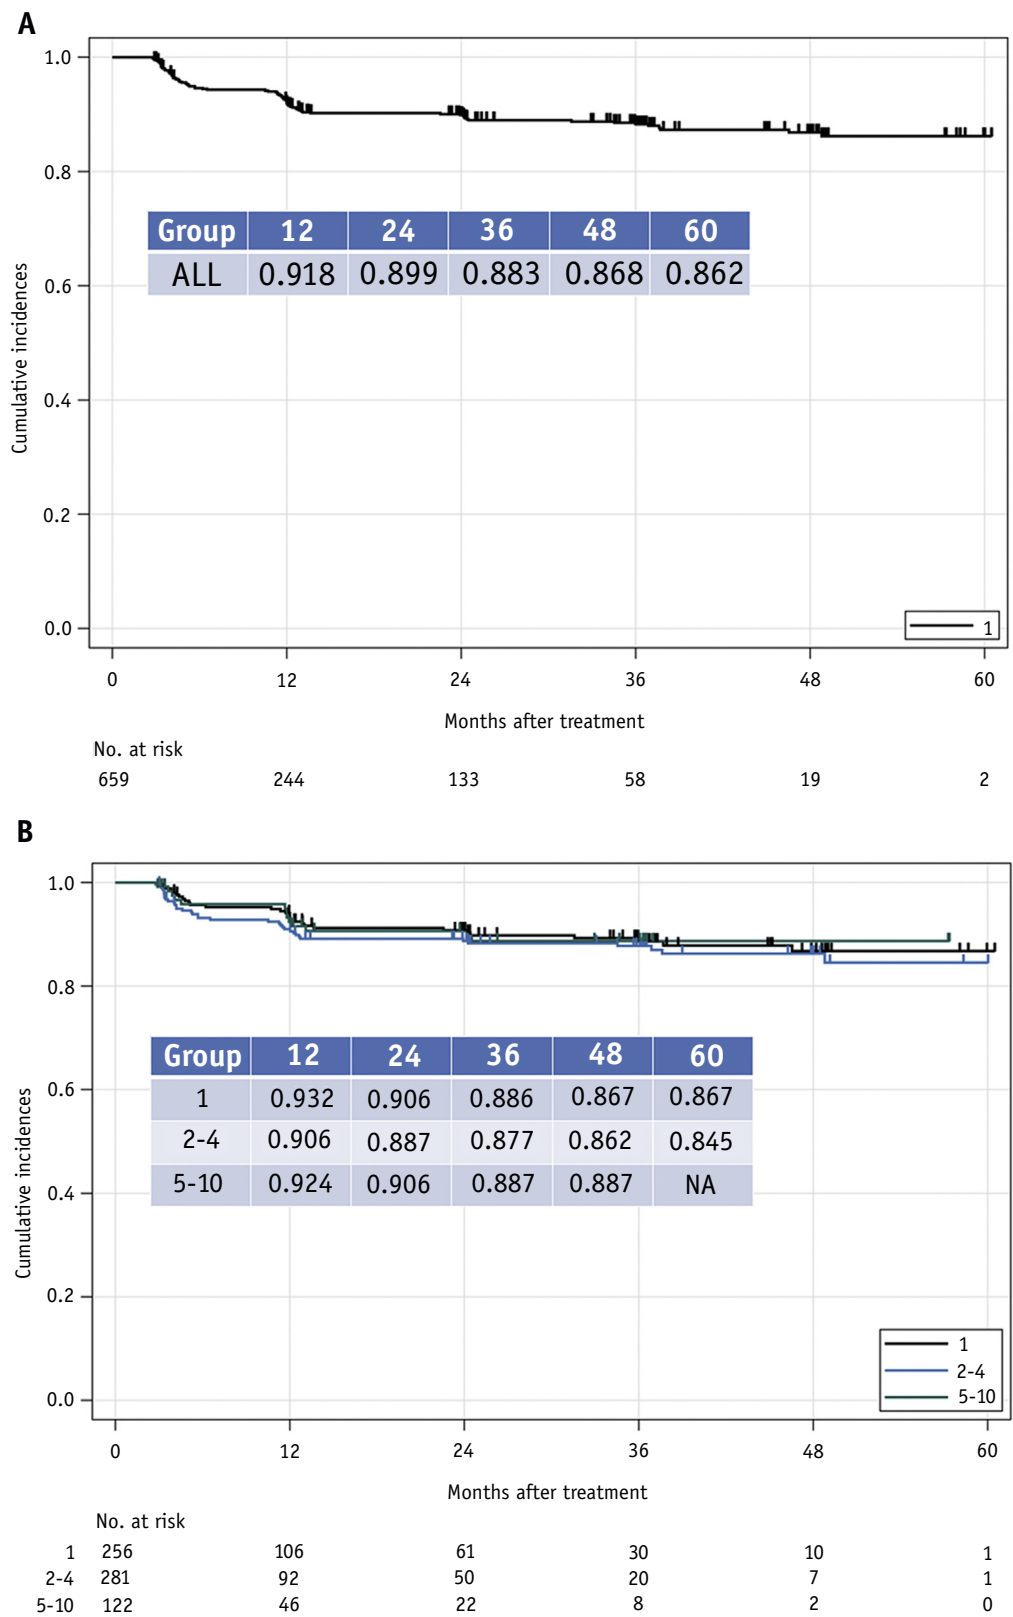 A
1.0
0.8
0.6
0.4
0.2
0.0
Cumulative incidences
Group 12 24 36 48 60
ALL 0.918 0.899 0.883 0.868 0.862
1
0 12 24 36 48 60
Months after treatment
No. at risk
659 244 133 58 19 2
B
1.0
0.8
0.6
0.4
0.2
0.0
Cumulative incidences
Group 12 24 36 48 60
1 0.932 0.906 0.886 0.867 0.867
2-4 0.906 0.887 0.877 0.862 0.845
5-10 0.924 0.906 0.887 0.887 NA
1
2-4
5-10
0 12 24 36 48 60
Months after treatment
No. at risk
1 256 106 61 30 10 1
2-4 281 92 50 20 7 1
5-10 122 46 22 8 2 0